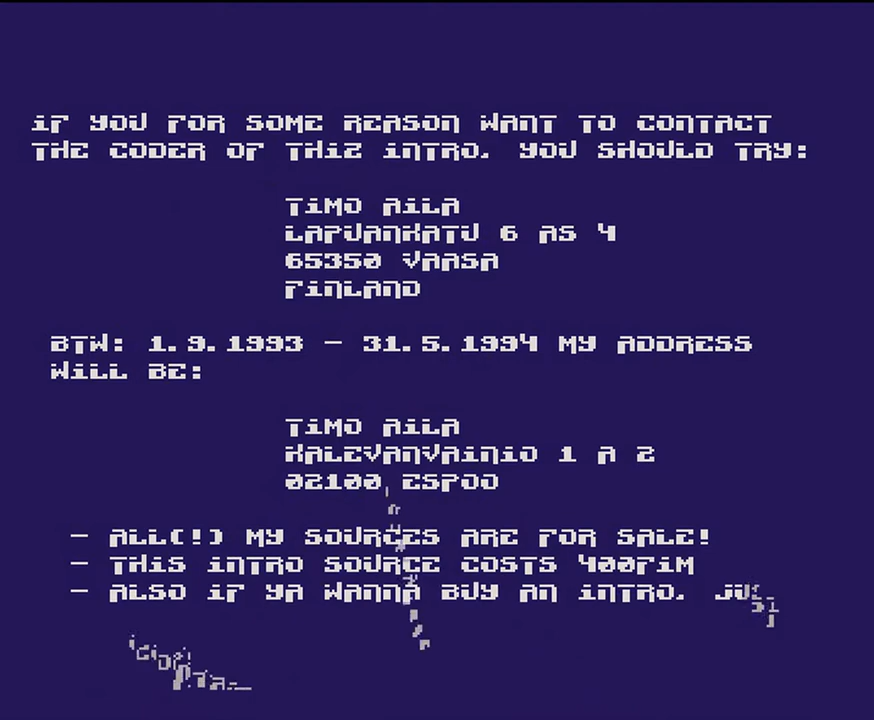 iF YOU FOR SOME REASON WANT TO CONTACT
THE CODER OF THIZ iNTRO. YOU SHOULD TRY:
TiMO AiLA
LAPUANKATU 6 AS 4
65350 VAASA
FiNLAND
BTW: 1.9.1993 - 31.5.1994 MY ADDRESS
WiLL BE:
TiMO AiLA
KALEVANVAiNiO 1 A 2
02100 ESPOO
- ALL(!) MY SOURCES ARE FOR SALE!
- THiS iNTRO SOURCE COSTS 400FiM
- ALSO iF YA WANNA BUY AN iNTRO.